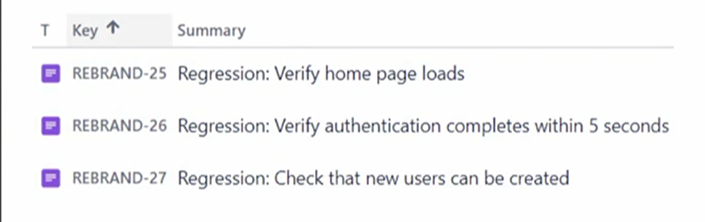 T Key ↑ Summary
REBRAND-25 Regression: Verify home page loads
REBRAND-26 Regression: Verify authentication completes within 5 seconds
REBRAND-27 Regression: Check that new users can be created